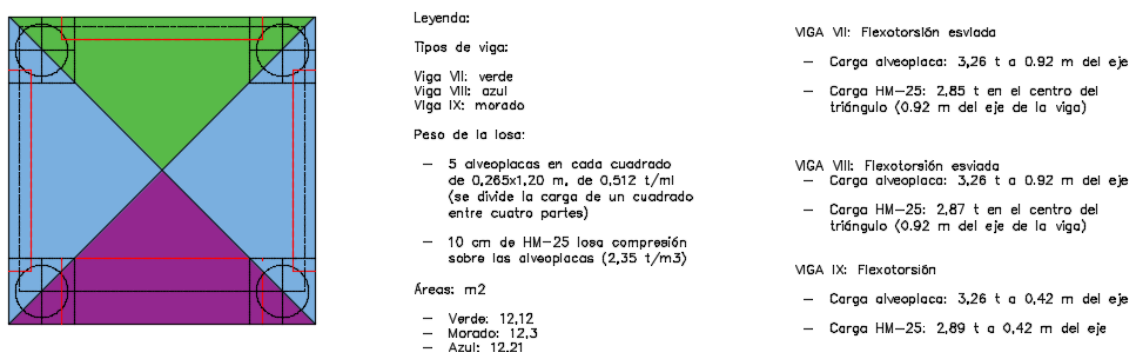 Leyenda:
Tipos de viga:
Viga VII: verde
Viga VIII: azul
Viga IX: morado
Peso de la losa:
– 5 alveoplacas en cada cuadrado
de 0,265x1,20 m, de 0,512 t/ml
(se divide la carga de un cuadrado
entre cuatro partes)
– 10 cm de HM-25 losa compresión
sobre las alveoplacas (2,35 t/m3)
Áreas: m2
– Verde: 12,12
– Morado: 12,3
– Azul: 12,21
VIGA VII: Flexotorsión esviada
– Carga alveoplaca: 3,26 t a 0.92 m del eje
– Carga HM-25: 2,85 t en el centro del
triángulo (0.92 m del eje de la viga)
VIGA VIII: Flexotorsión esviada
– Carga alveoplaca: 3,26 t a 0.92 m del eje
– Carga HM-25: 2,87 t en el centro del
triángulo (0.92 m del eje de la viga)
VIGA IX: Flexotorsión
– Carga alveoplaca: 3,26 t a 0,42 m del eje
– Carga HM-25: 2,89 t a 0,42 m del eje